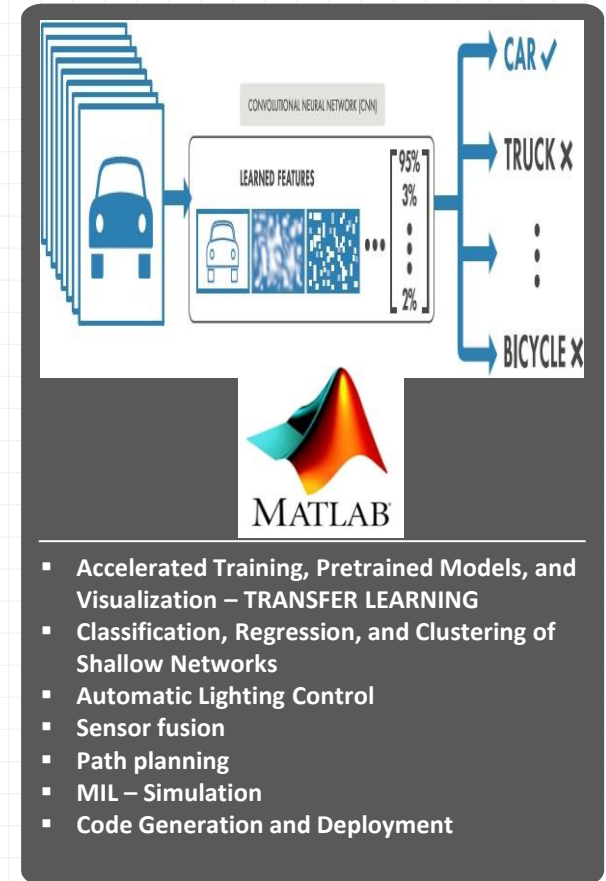 CONVOLUTIONAL NEURAL NETWORK (CNN)
LEARNED FEATURES
95%
3%
2%
CAR ✓
TRUCK ×
BICYCLE ×
MATLAB®
▪ Accelerated Training, Pretrained Models, and
Visualization – TRANSFER LEARNING
▪ Classification, Regression, and Clustering of
Shallow Networks
▪ Automatic Lighting Control
▪ Sensor fusion
▪ Path planning
▪ MIL – Simulation
▪ Code Generation and Deployment